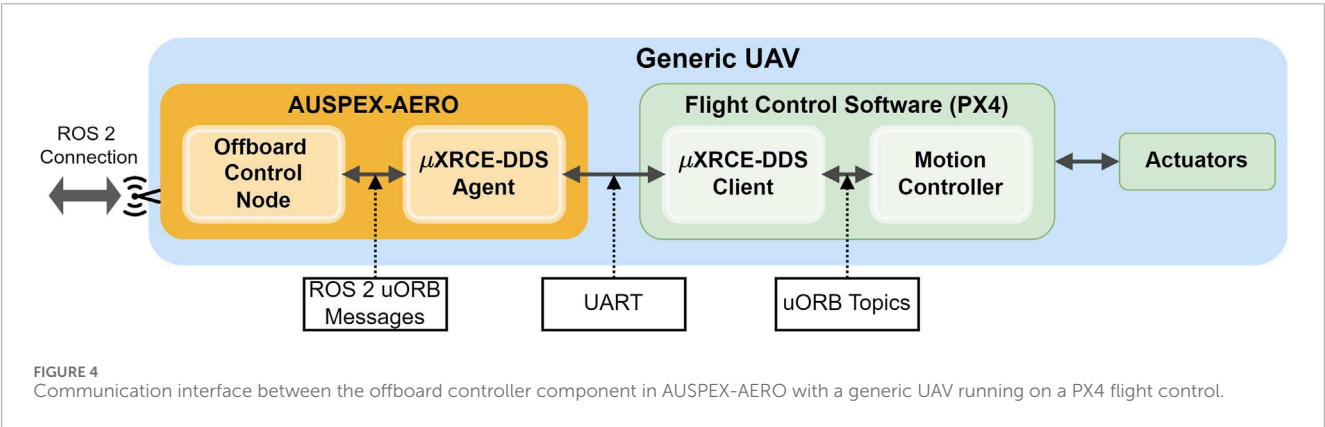 Generic UAV
AUSPEX-AERO
Flight Control Software (PX4)
ROS 2
Connection
Offboard
Control
Node
μXRCE-DDS
Agent
μXRCE-DDS
Client
Motion
Controller
Actuators
ROS 2 uORB
Messages
UART
uORB Topics
FIGURE 4
Communication interface between the offboard controller component in AUSPEX-AERO with a generic UAV running on a PX4 flight control.